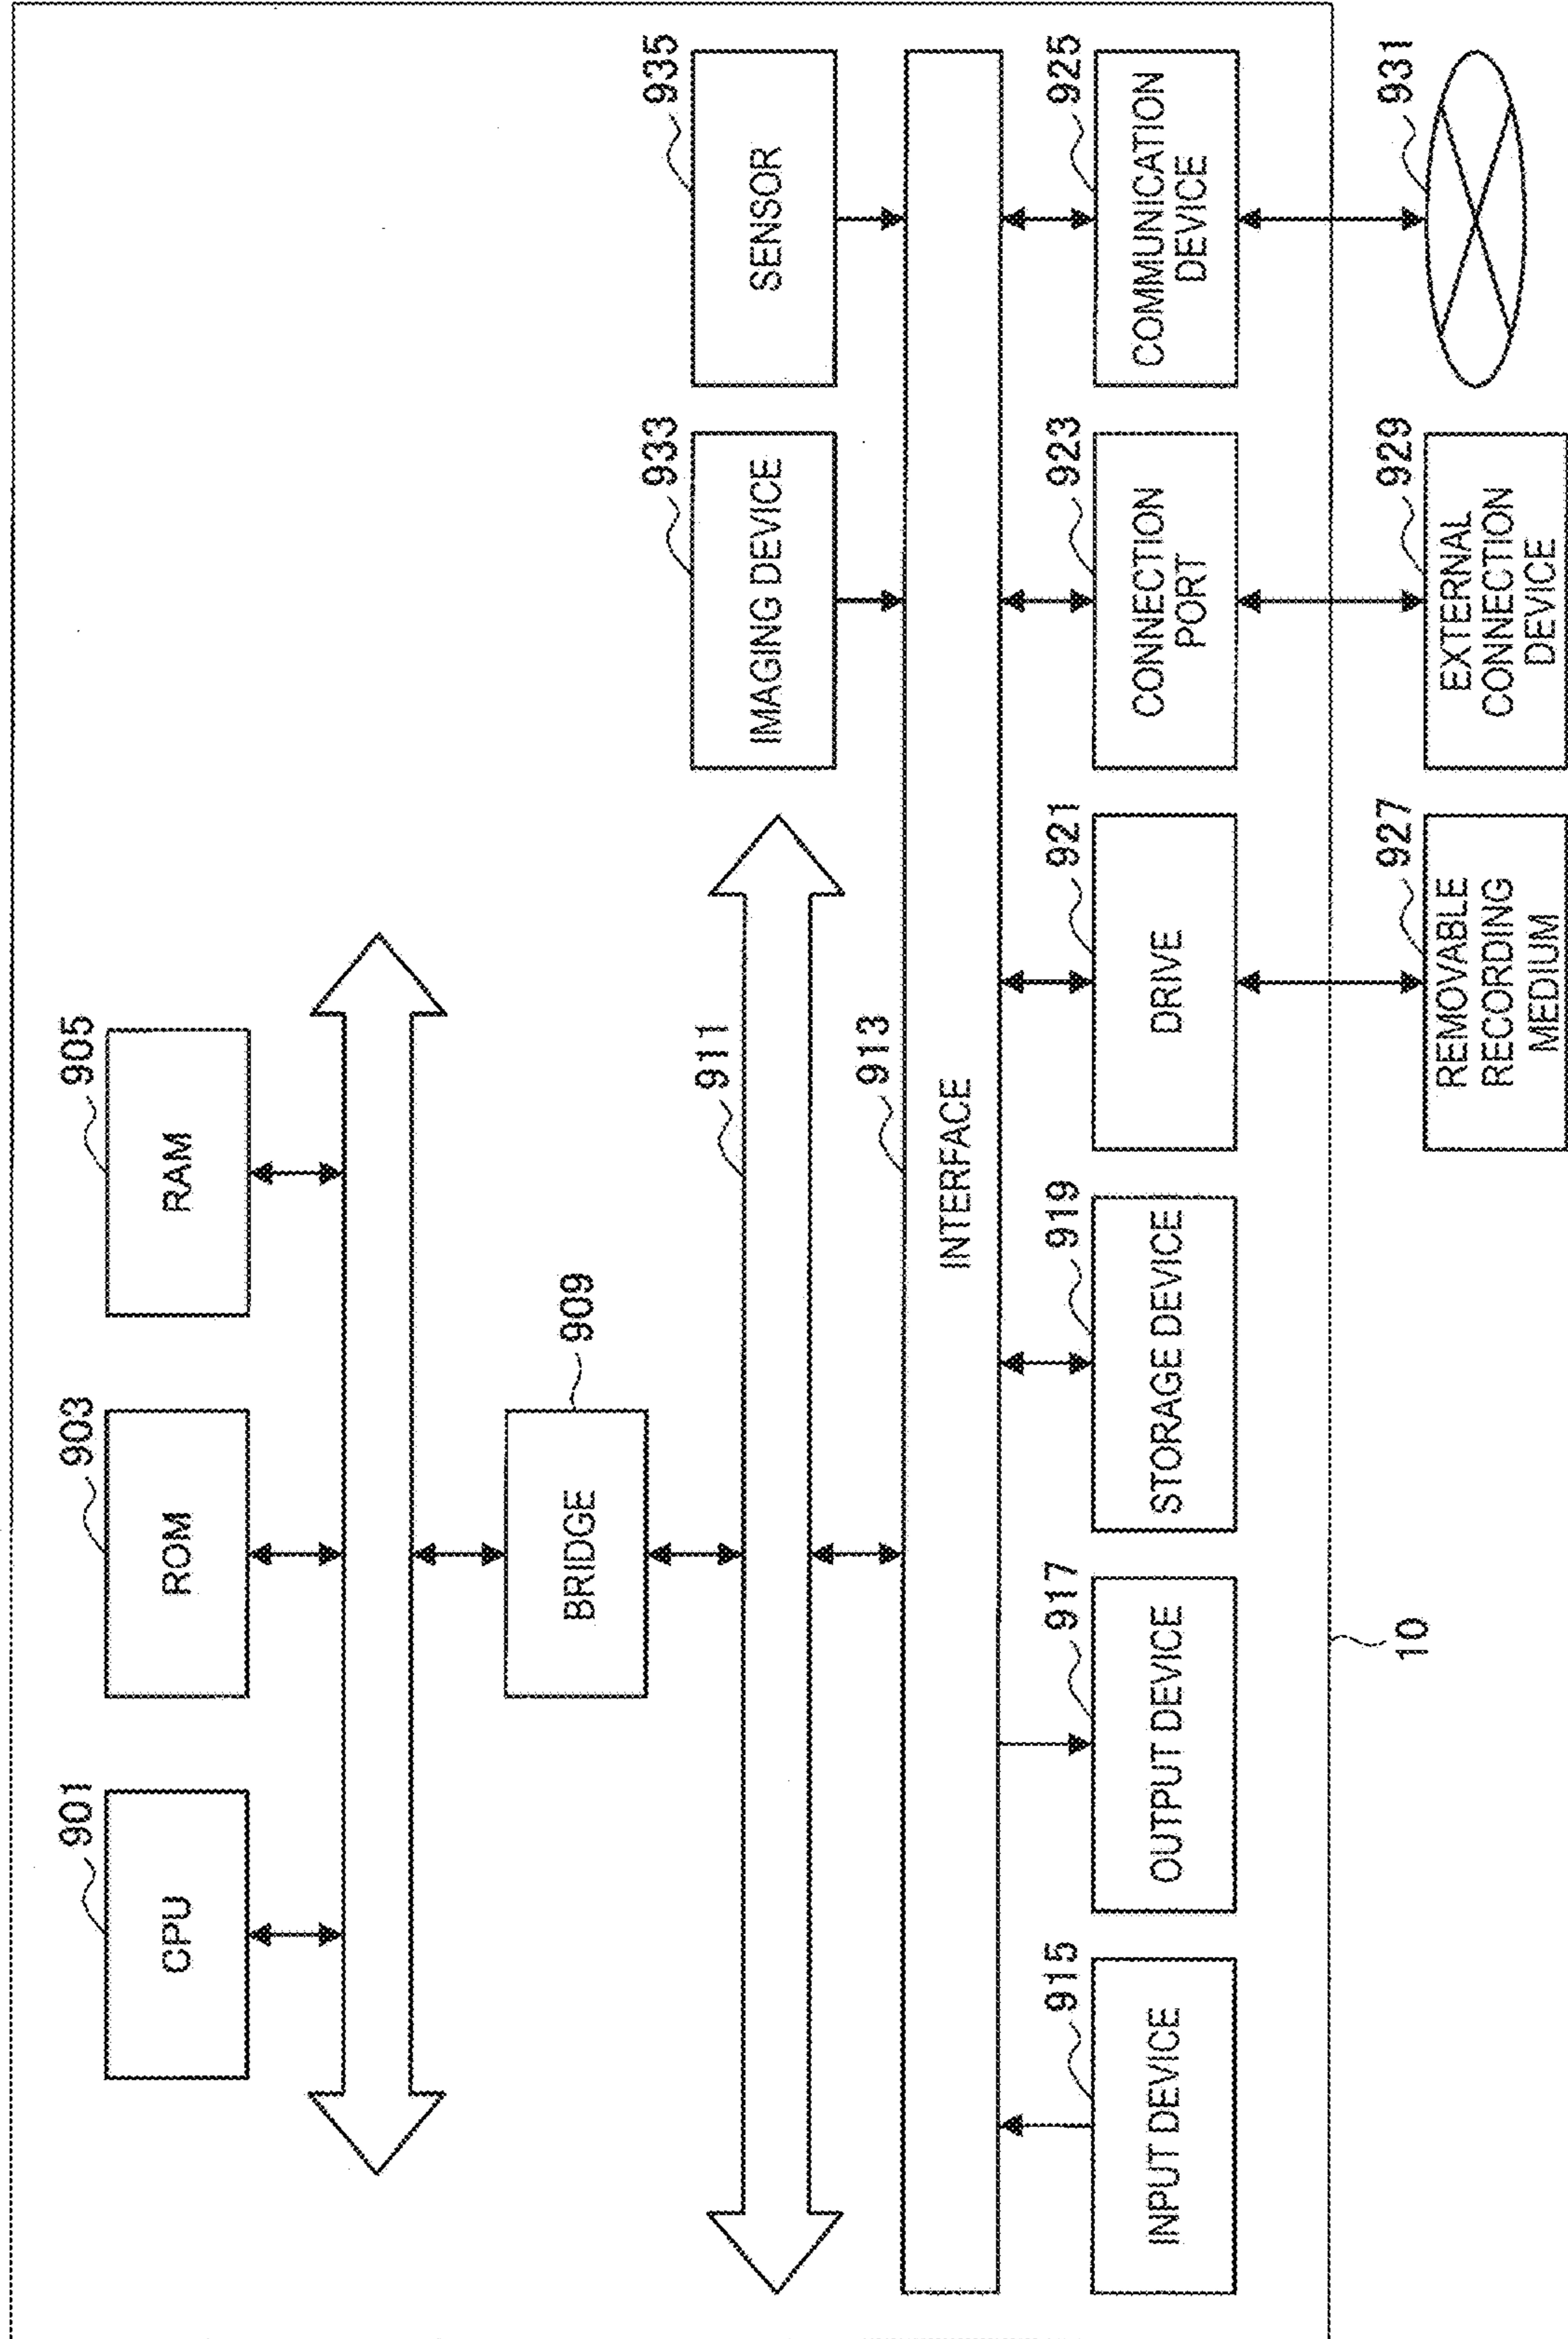 901
CPU
903
ROM
905
RAM
909
BRIDGE
911
933
IMAGING DEVICE
935
SENSOR
913
INTERFACE
915
INPUT DEVICE
917
OUTPUT DEVICE
919
STORAGE DEVICE
921
DRIVE
923
CONNECTION
PORT
925
COMMUNICATION
DEVICE
10
927
REMOVABLE
RECORDING
MEDIUM
929
EXTERNAL
CONNECTION
DEVICE
931